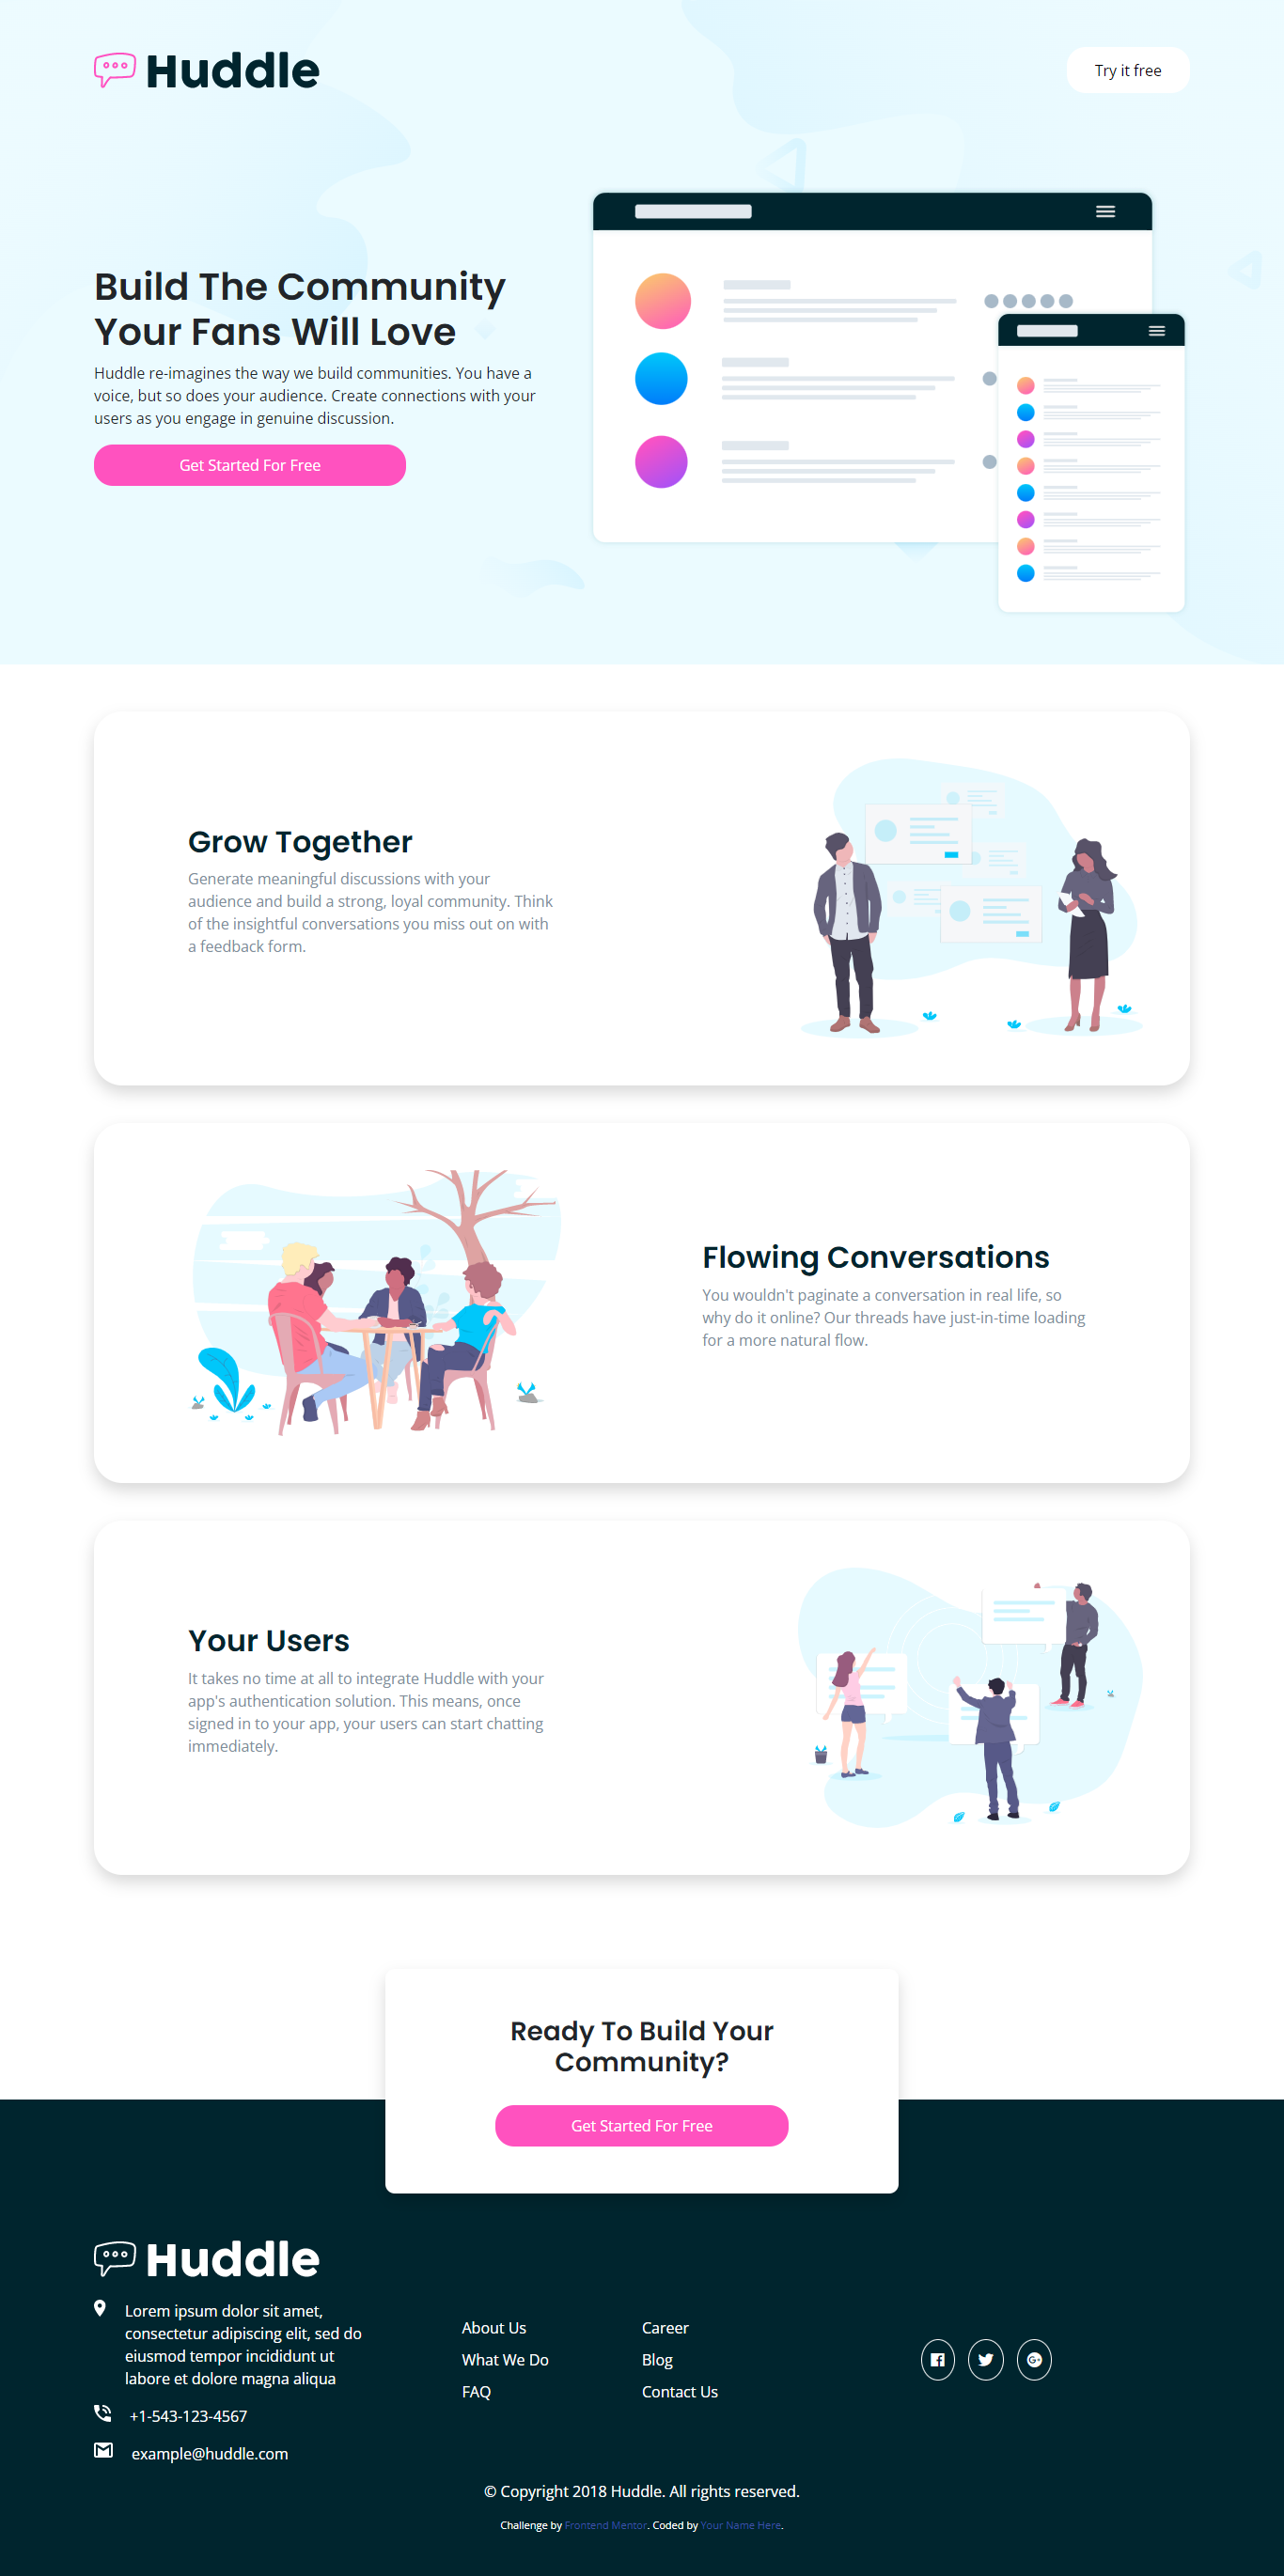 Huddle
Try it free
Build The Community
Your Fans Will Love
Huddle re-imagines the way we build communities. You have a
voice, but so does your audience. Create connections with your
users as you engage in genuine discussion.
Get Started For Free
Grow Together
Generate meaningful discussions with your
audience and build a strong, loyal community. Think
of the insightful conversations you miss out on with
a feedback form.
Flowing Conversations
You wouldn't paginate a conversation in real life, so
why do it online? Our threads have just-in-time loading
for a more natural flow.
Your Users
It takes no time at all to integrate Huddle with your
app's authentication solution. This means, once
signed in to your app, your users can start chatting
immediately.
Ready To Build Your
Community?
Get Started For Free
Huddle
Lorem ipsum dolor sit amet,
consectetur adipiscing elit, sed do
eiusmod tempor incididunt ut
labore et dolore magna aliqua
+1-543-123-4567
example@huddle.com
About Us
What We Do
FAQ
Career
Blog
Contact Us
© Copyright 2018 Huddle. All rights reserved.
Challenge by Frontend Mentor. Coded by Your Name Here.